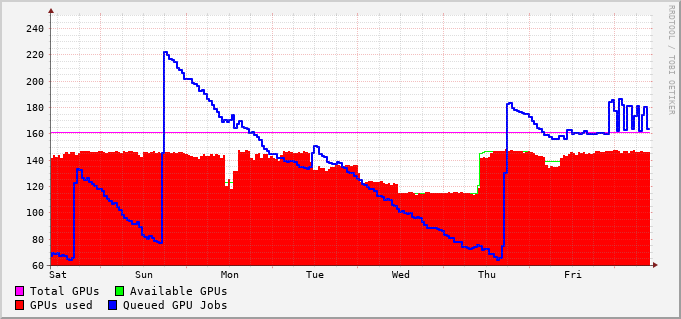 RRDTOOL / TOBI OETIKER
240
220
200
180
160
140
120
100
80
60
Sat Sun Mon Tue Wed Thu Fri
Total GPUs Available GPUs
GPUs used Queued GPU Jobs